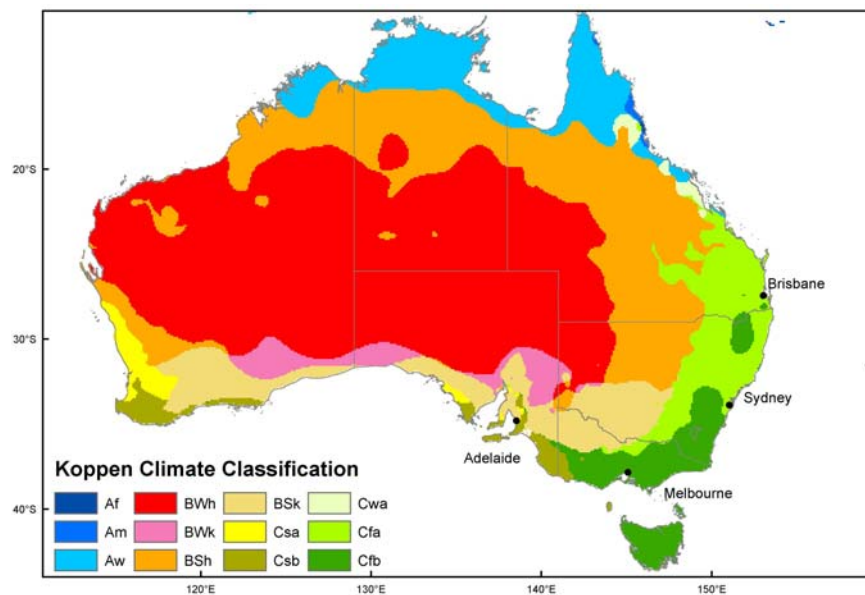 20°S
Brisbane
30°S
Sydney
Adelaide
Koppen Climate Classification
Melbourne
Af BWh BSk Cwa
40°S
Am BWk Csa Cfa
Aw BSh Csb Cfb
120°E 130°E 140°E 150°E